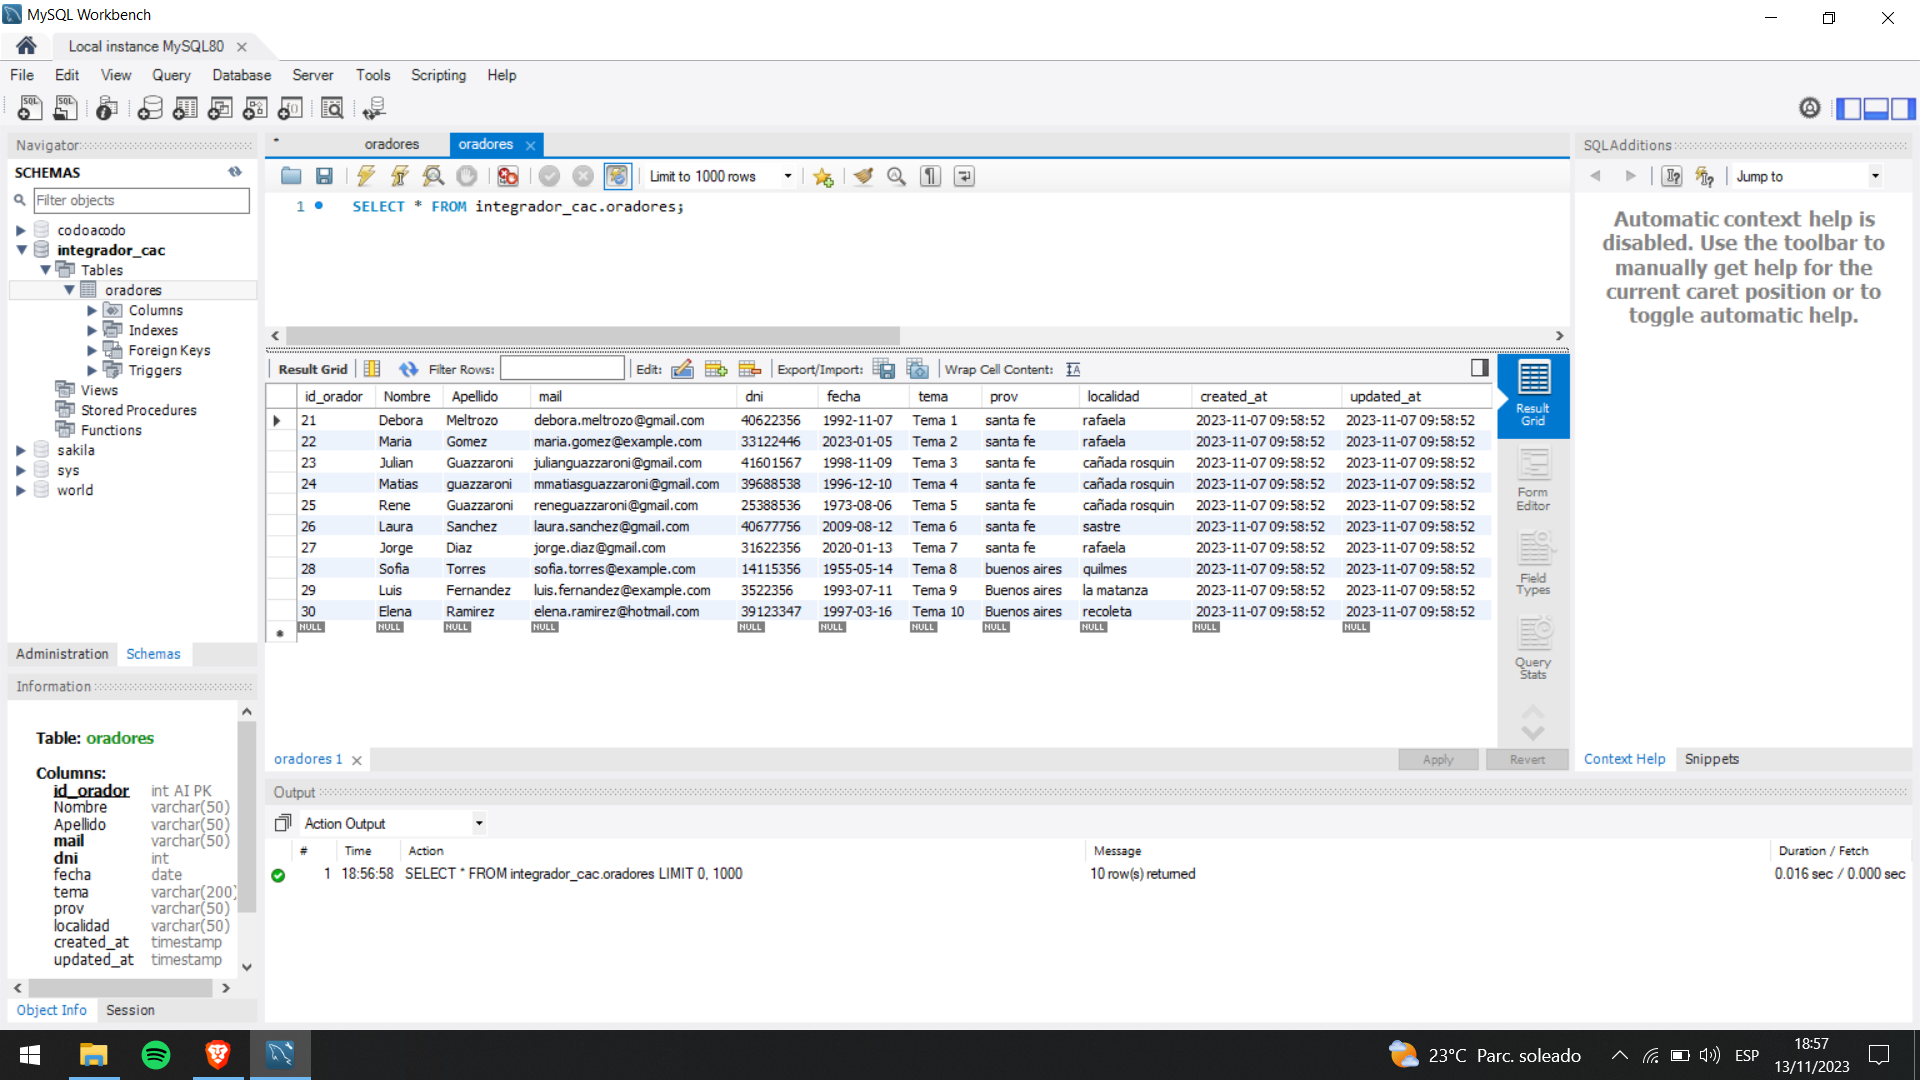 MySQL Workbench
Local instance MySQL80
File Edit View Query Database Server Tools Scripting Help
Navigator
SCHEMAS
Filter objects
codoacodo
integrador_cac
Tables
oradores
Columns
Indexes
Foreign Keys
Triggers
Views
Stored Procedures
Functions
sakila
sys
world
Administration Schemas
Information
Table: oradores
Columns:
id_orador int AI PK
Nombre varchar(50)
Apellido varchar(50)
mail varchar(50)
dni int
fecha date
tema varchar(200)
prov varchar(50)
localidad varchar(50)
created_at timestamp
updated_at timestamp
Object Info Session
* oradores oradores
Limit to 1000 rows
1 SELECT * FROM integrador_cac.oradores;
Result Grid Filter Rows: Edit: Export/Import: Wrap Cell Content:
id_orador Nombre Apellido mail dni fecha tema prov localidad created_at updated_at
21 Debora Meltrozo debora.meltrozo@gmail.com 40622356 1992-11-07 Tema 1 santa fe rafaela 2023-11-07 09:58:52 2023-11-07 09:58:52
22 Maria Gomez maria.gomez@example.com 33122446 2023-01-05 Tema 2 santa fe rafaela 2023-11-07 09:58:52 2023-11-07 09:58:52
23 Julian Guazzaroni julianguazzaroni@gmail.com 41601567 1998-11-09 Tema 3 santa fe cañada rosquin 2023-11-07 09:58:52 2023-11-07 09:58:52
24 Matias guazzaroni mmatiasguazzaroni@gmail.com 39688538 1996-12-10 Tema 4 santa fe cañada rosquin 2023-11-07 09:58:52 2023-11-07 09:58:52
25 Rene Guazzaroni reneguazzaroni@gmail.com 25388536 1973-08-06 Tema 5 santa fe cañada rosquin 2023-11-07 09:58:52 2023-11-07 09:58:52
26 Laura Sanchez laura.sanchez@gmail.com 40677756 2009-08-12 Tema 6 santa fe sastre 2023-11-07 09:58:52 2023-11-07 09:58:52
27 Jorge Diaz jorge.diaz@gmail.com 31622356 2020-01-13 Tema 7 santa fe rafaela 2023-11-07 09:58:52 2023-11-07 09:58:52
28 Sofia Torres sofia.torres@example.com 14115356 1955-05-14 Tema 8 buenos aires quilmes 2023-11-07 09:58:52 2023-11-07 09:58:52
29 Luis Fernandez luis.fernandez@example.com 3522356 1993-07-11 Tema 9 Buenos aires la matanza 2023-11-07 09:58:52 2023-11-07 09:58:52
30 Elena Ramirez elena.ramirez@hotmail.com 39123347 1997-03-16 Tema 10 Buenos aires recoleta 2023-11-07 09:58:52 2023-11-07 09:58:52
NULL NULL NULL NULL NULL NULL NULL NULL NULL NULL NULL
Result
Grid
Form
Editor
Field
Types
Query
Stats
oradores 1 Apply Revert
Output
Action Output
# Time Action Message Duration / Fetch
1 18:56:58 SELECT * FROM integrador_cac.oradores LIMIT 0, 1000 10 row(s) returned 0.016 sec / 0.000 sec
SQLAdditions
Jump to
Automatic context help is
disabled. Use the toolbar to
manually get help for the
current caret position or to
toggle automatic help.
Context Help Snippets
23°C Parc. soleado ESP 18:57
13/11/2023